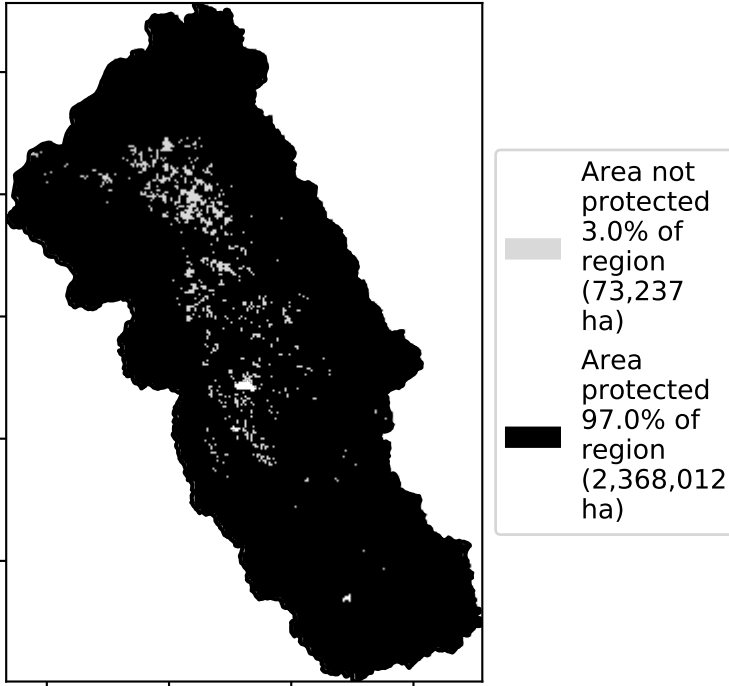 Area not
protected
3.0% of
region
(73,237
ha)
Area
protected
97.0% of
region
(2,368,012
ha)